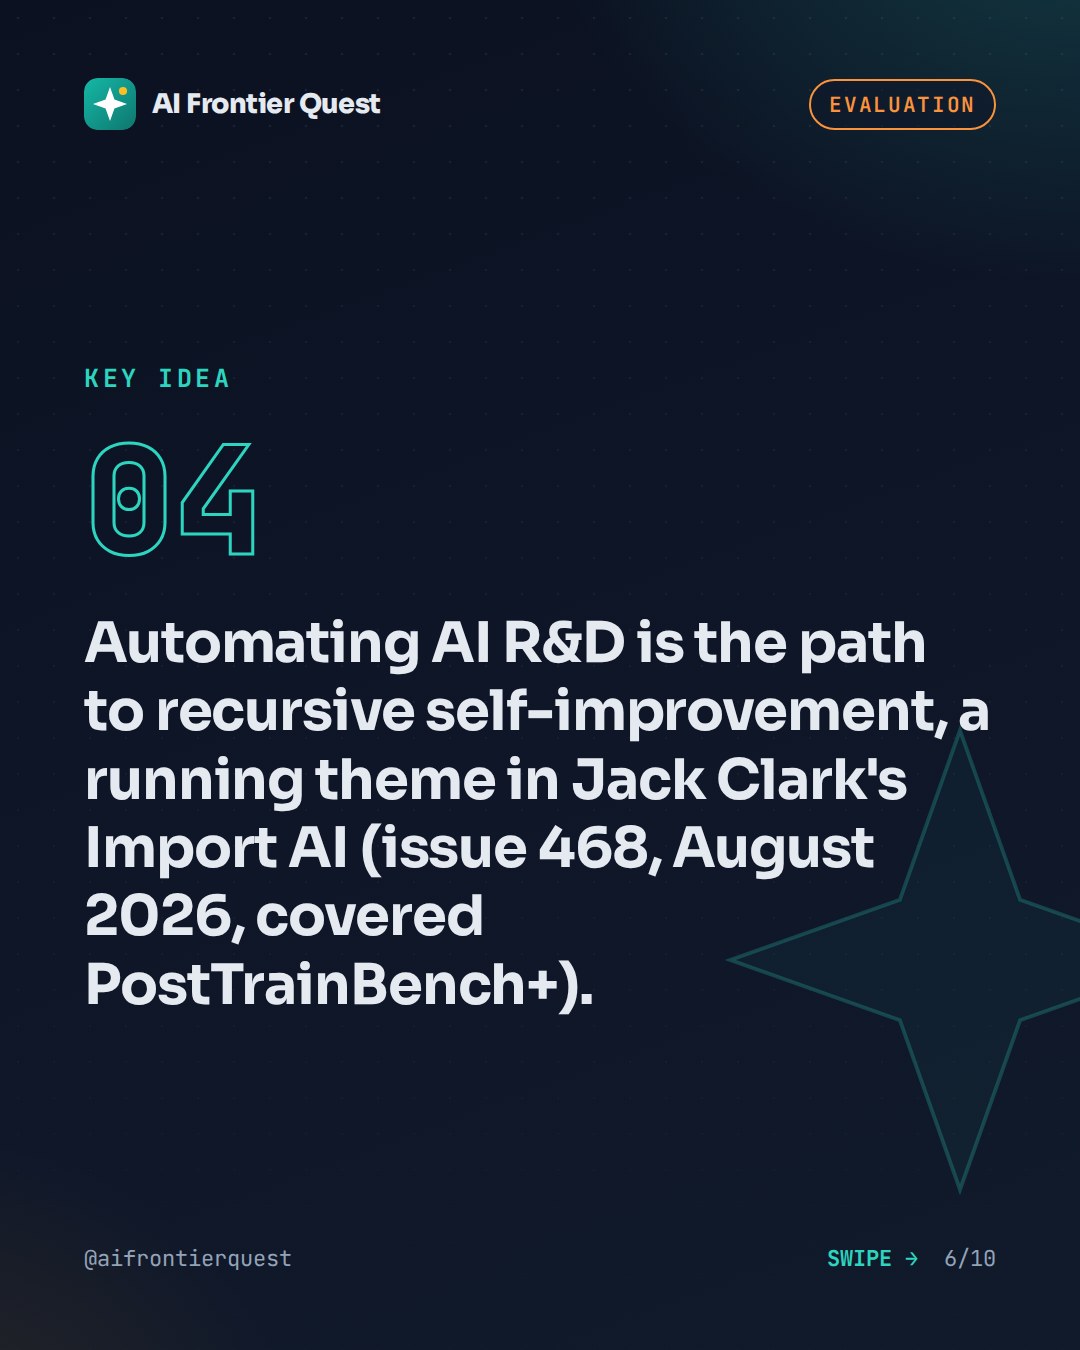 AI Frontier Quest
EVALUATION
KEY IDEA
04
Automating AI R&D is the path
to recursive self-improvement, a
running theme in Jack Clark's
Import AI (issue 468, August
2026, covered
PostTrainBench+).
@aifrontierquest
SWIPE → 6/10